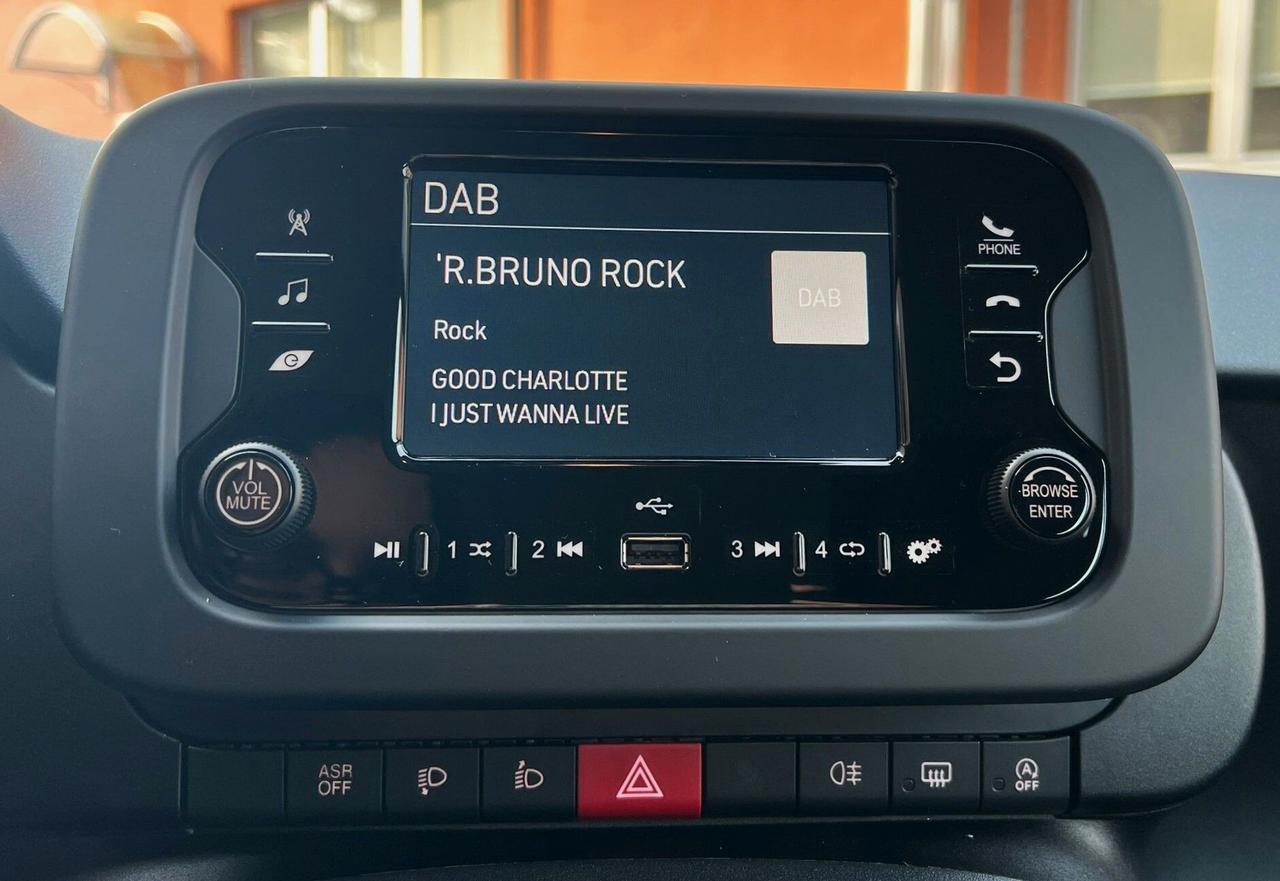 DAB
'R.BRUNO ROCK
DAB
Rock
GOOD CHARLOTTE
I JUST WANNA LIVE
PHONE
VOL
MUTE
BROWSE
ENTER
1
2
3
4
ASR
OFF
A
OFF